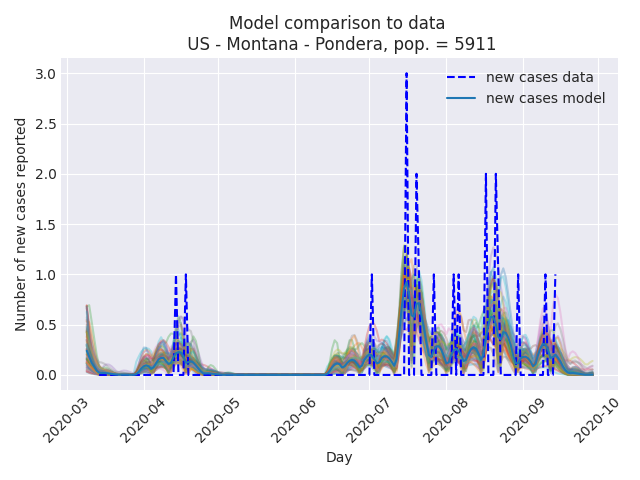 Model comparison to data
US - Montana - Pondera, pop. = 5911
new cases data
new cases model
Number of new cases reported
3.0
2.5
2.0
1.5
1.0
0.5
0.0
2020-03
2020-04
2020-05
2020-06
2020-07
2020-08
2020-09
2020-10
Day